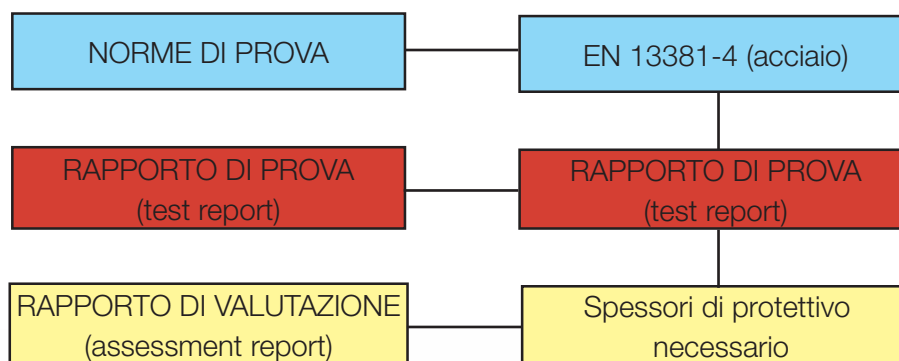 NORME DI PROVA
EN 13381-4 (acciaio)
RAPPORTO DI PROVA
(test report)
RAPPORTO DI PROVA
(test report)
RAPPORTO DI VALUTAZIONE
(assessment report)
Spessori di protettivo
necessario